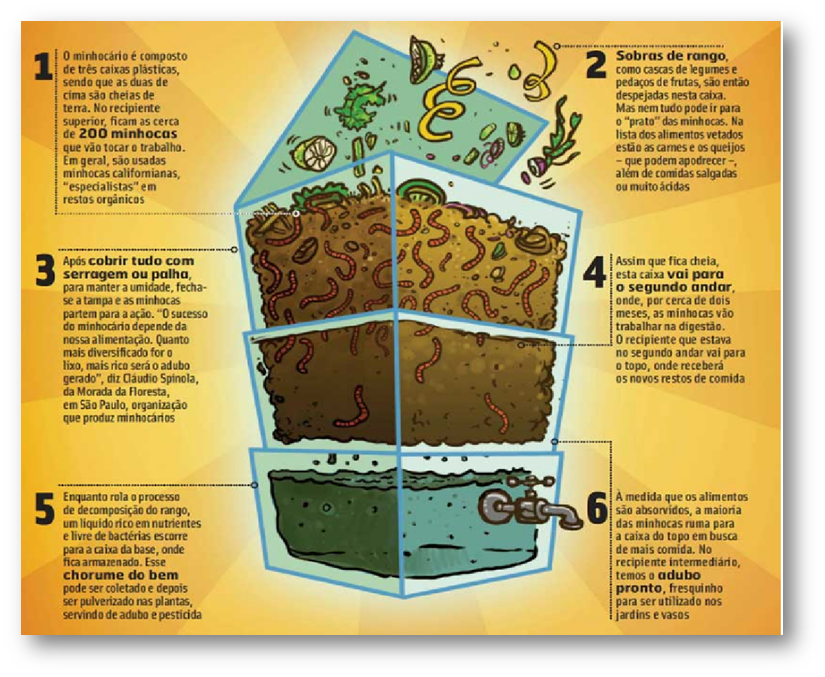 1
O minhocário é composto
de três caixas plásticas,
sendo que as duas de
cima são cheias de
terra. No recipiente
superior, ficam as cerca
de 200 minhocas
que vão tocar o trabalho.
Em geral, são usadas
minhocas californianas,
“especialistas” em
restos orgânicos
2
Sobras de rango,
como cascas de legumes e
pedaços de frutas, são então
despejadas nesta caixa.
Mas nem tudo pode ir para
o “prato” das minhocas. Na
lista dos alimentos vetados
estão as carnes e os queijos
– que podem apodrecer –,
além de comidas salgadas
ou muito ácidas
3
Após cobrir tudo com
serragem ou palha,
para manter a umidade, fecha-
se a tampa e as minhocas
partem para a ação. “O sucesso
do minhocário depende da
nossa alimentação. Quanto
mais diversificado for o
lixo, mais rico será o adubo
gerado”, diz Cláudio Spínola,
da Morada da Floresta,
em São Paulo, organização
que produz minhocários
4
Assim que fica cheia,
esta caixa vai para
o segundo andar,
onde, por cerca de dois
meses, as minhocas vão
trabalhar na digestão.
O recipiente que estava
no segundo andar vai para
o topo, onde receberá
os novos restos de comida
5
Enquanto rola o processo
de decomposição do rango,
um líquido rico em nutrientes
e livre de bactérias escorre
para a caixa da base, onde
fica armazenado. Esse
chorume do bem
pode ser coletado e depois
ser pulverizado nas plantas,
servindo de adubo e pesticida
6
À medida que os alimentos
são absorvidos, a maioria
das minhocas ruma para
a caixa do topo em busca
de mais comida. No
recipiente intermediário,
temos o adubo
pronto, fresquinho
para ser utilizado nos
jardins e vasos